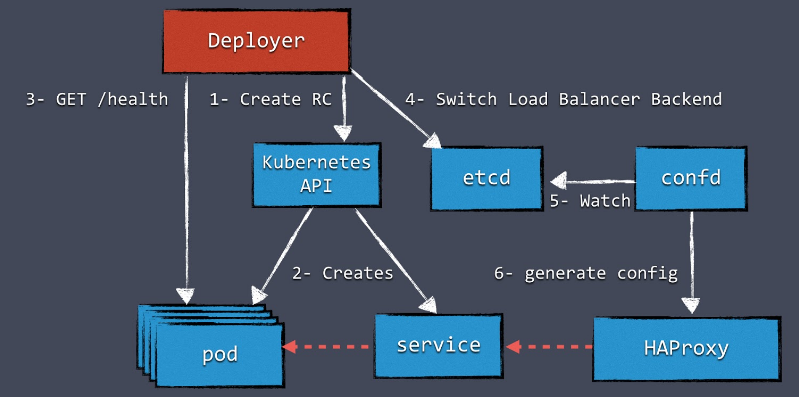 Deployer
3- GET /health
1- Create RC
4- Switch Load Balancer Backend
Kubernetes
API
etcd
confd
5- Watch
2- Creates
6- generate config
pod
service
HAProxy